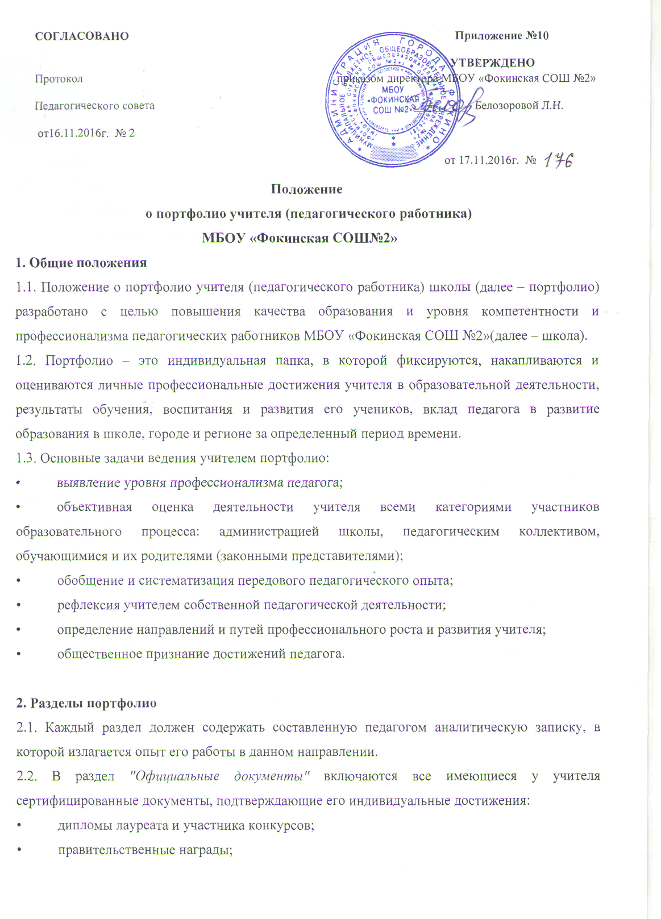 СОГЛАСОВАНО
Приложение №10
УТВЕРЖДЕНО
Протокол
приказом директора МБОУ «Фокинская СОШ №2»
Педагогического совета
Белозоровой Л.Н.
от16.11.2016г. № 2
МБОУ
«ФОКИНСКАЯ
СОШ №2»
от 17.11.2016г. № 176
Положение
о портфолио учителя (педагогического работника)
МБОУ «Фокинская СОШ№2»
1. Общие положения
1.1. Положение о портфолио учителя (педагогического работника) школы (далее – портфолио)
разработано с целью повышения качества образования и уровня компетентности и
профессионализма педагогических работников МБОУ «Фокинская СОШ №2»(далее – школа).
1.2. Портфолио – это индивидуальная папка, в которой фиксируются, накапливаются и
оцениваются личные профессиональные достижения учителя в образовательной деятельности,
результаты обучения, воспитания и развития его учеников, вклад педагога в развитие
образования в школе, городе и регионе за определенный период времени.
1.3. Основные задачи ведения учителем портфолио:
• выявление уровня профессионализма педагога;
• объективная оценка деятельности учителя всеми категориями участников
образовательного процесса: администрацией школы, педагогическим коллективом,
обучающимися и их родителями (законными представителями);
• обобщение и систематизация передового педагогического опыта;
• рефлексия учителем собственной педагогической деятельности;
• определение направлений и путей профессионального роста и развития учителя;
• общественное признание достижений педагога.
2. Разделы портфолио
2.1. Каждый раздел должен содержать составленную педагогом аналитическую записку, в
которой излагается опыт его работы в данном направлении.
2.2. В раздел "Официальные документы" включаются все имеющиеся у учителя
сертифицированные документы, подтверждающие его индивидуальные достижения:
• дипломы лауреата и участника конкурсов;
• правительственные награды;